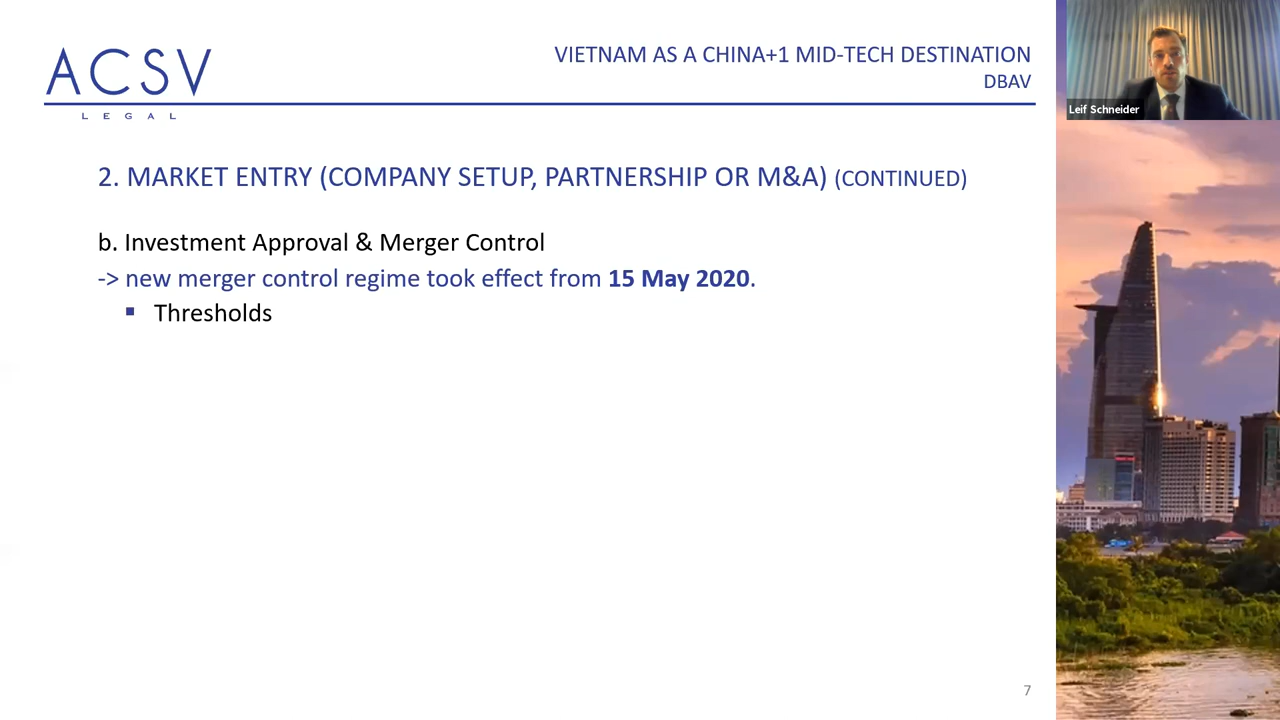 ACSV
LEGAL
VIETNAM AS A CHINA+1 MID-TECH DESTINATION
DBAV
Leif Schneider
2. MARKET ENTRY (COMPANY SETUP, PARTNERSHIP OR M&A) (CONTINUED)
b. Investment Approval & Merger Control
-> new merger control regime took effect from 15 May 2020.
▪ Thresholds
7